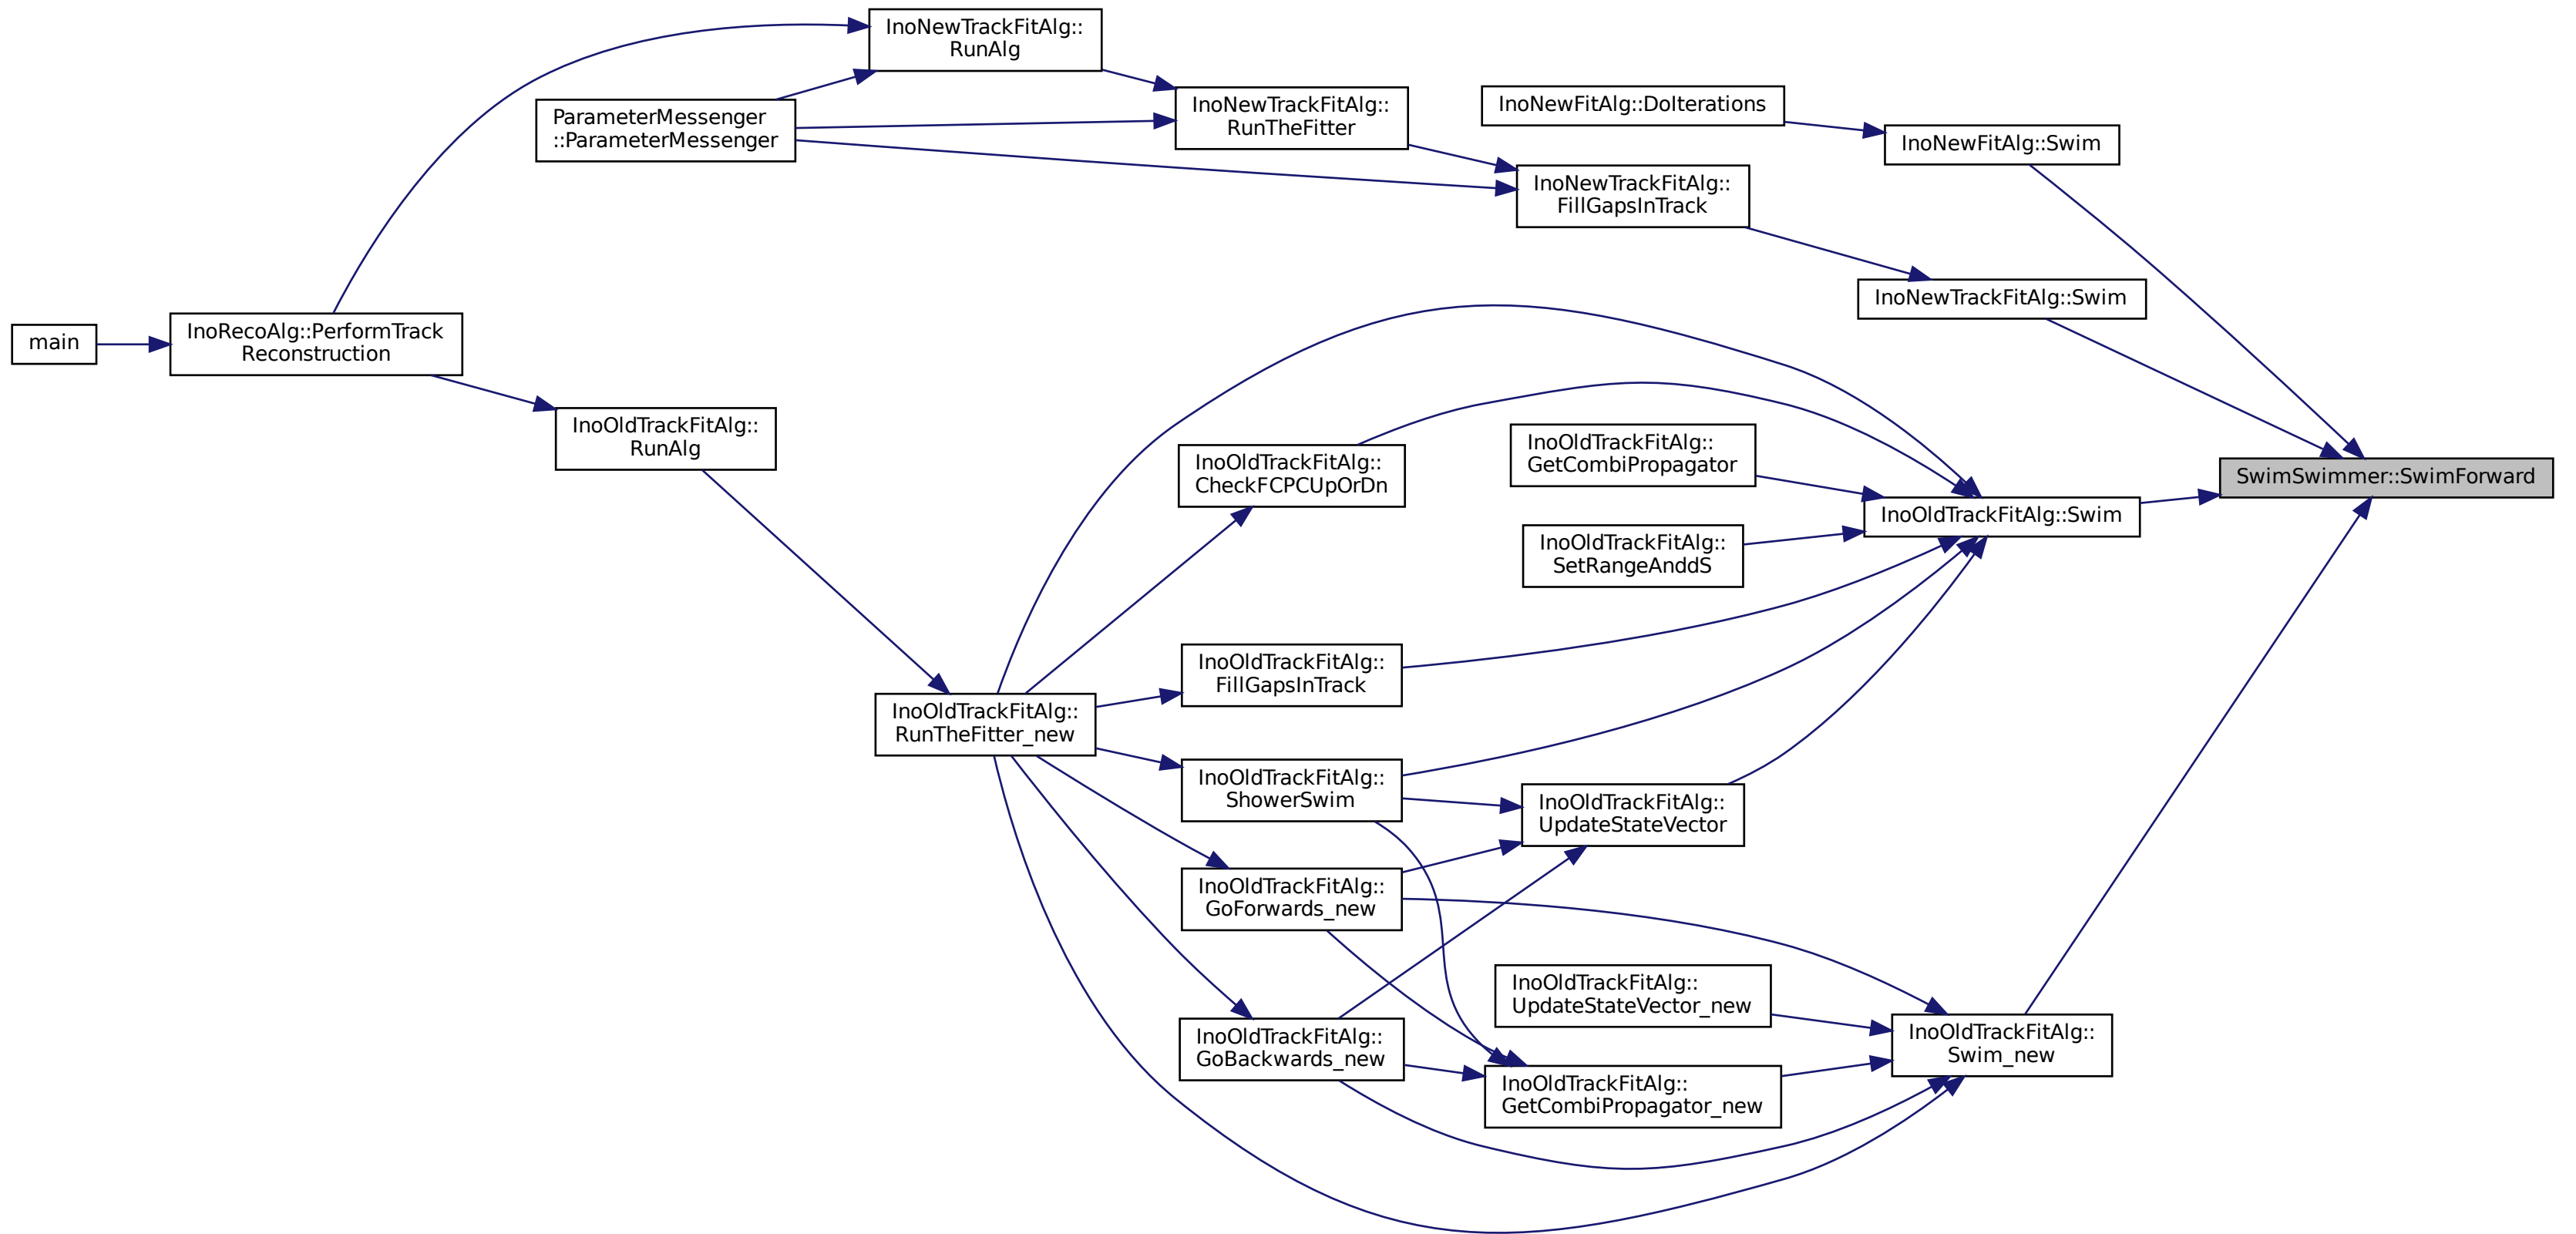 InoNewTrackFitAlg::
RunAlg
ParameterMessenger
::ParameterMessenger
InoNewTrackFitAlg::
RunTheFitter
InoNewFitAlg::DoIterations
InoNewFitAlg::Swim
InoNewTrackFitAlg::
FillGapsInTrack
InoNewTrackFitAlg::Swim
main
InoRecoAlg::PerformTrack
Reconstruction
InoOldTrackFitAlg::
RunAlg
InoOldTrackFitAlg::
CheckFCPCUpOrDn
InoOldTrackFitAlg::
GetCombiPropagator
SwimSwimmer::SwimForward
InoOldTrackFitAlg::Swim
InoOldTrackFitAlg::
SetRangeAnddS
InoOldTrackFitAlg::
FillGapsInTrack
InoOldTrackFitAlg::
RunTheFitter_new
InoOldTrackFitAlg::
ShowerSwim
InoOldTrackFitAlg::
UpdateStateVector
InoOldTrackFitAlg::
GoForwards_new
InoOldTrackFitAlg::
UpdateStateVector_new
InoOldTrackFitAlg::
GoBackwards_new
InoOldTrackFitAlg::
Swim_new
InoOldTrackFitAlg::
GetCombiPropagator_new